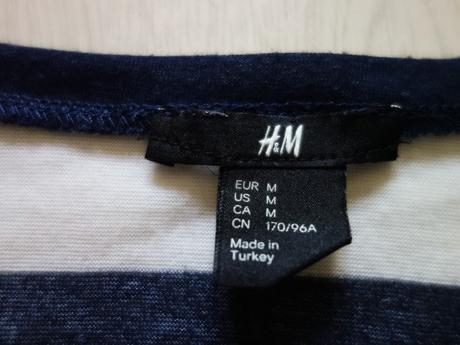 H&M
EUR M
US M
CA M
CN 170/96A
Made in
Turkey